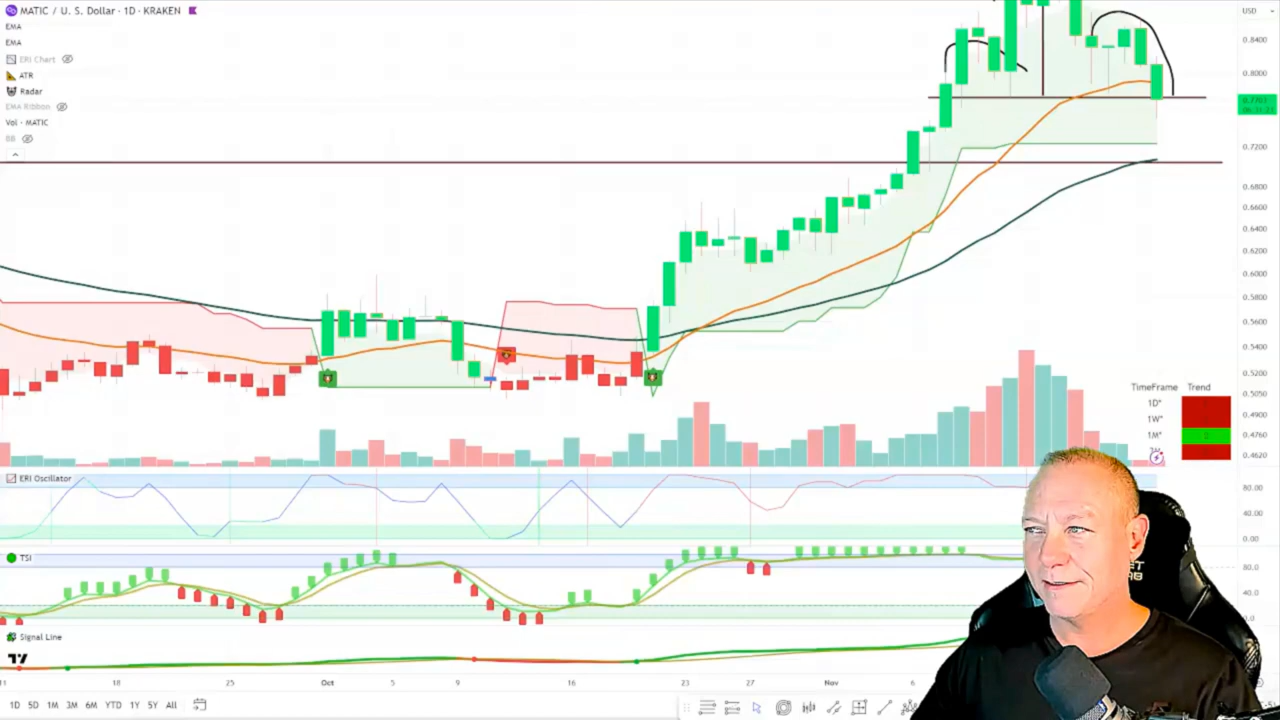 MATIC / U. S. Dollar · 1D · KRAKEN
USD
EMA
EMA
ERI Chart
ATR
Radar
EMA Ribbon
Vol · MATIC
BB
0.8400
0.8000
0.7200
0.6800
0.6600
0.6400
0.6200
0.6000
0.5800
0.5600
0.5400
0.5200
0.5050
0.4900
0.4760
0.4620
TimeFrame Trend
1D*
1W*
1M*
ERI Oscillator
80.00
40.00
0.00
TSI
80.0
40.0
Signal Line
18 25 Oct 5 9 16 23 27 Nov 6
1D 5D 1M 3M 6M YTD 1Y 5Y All